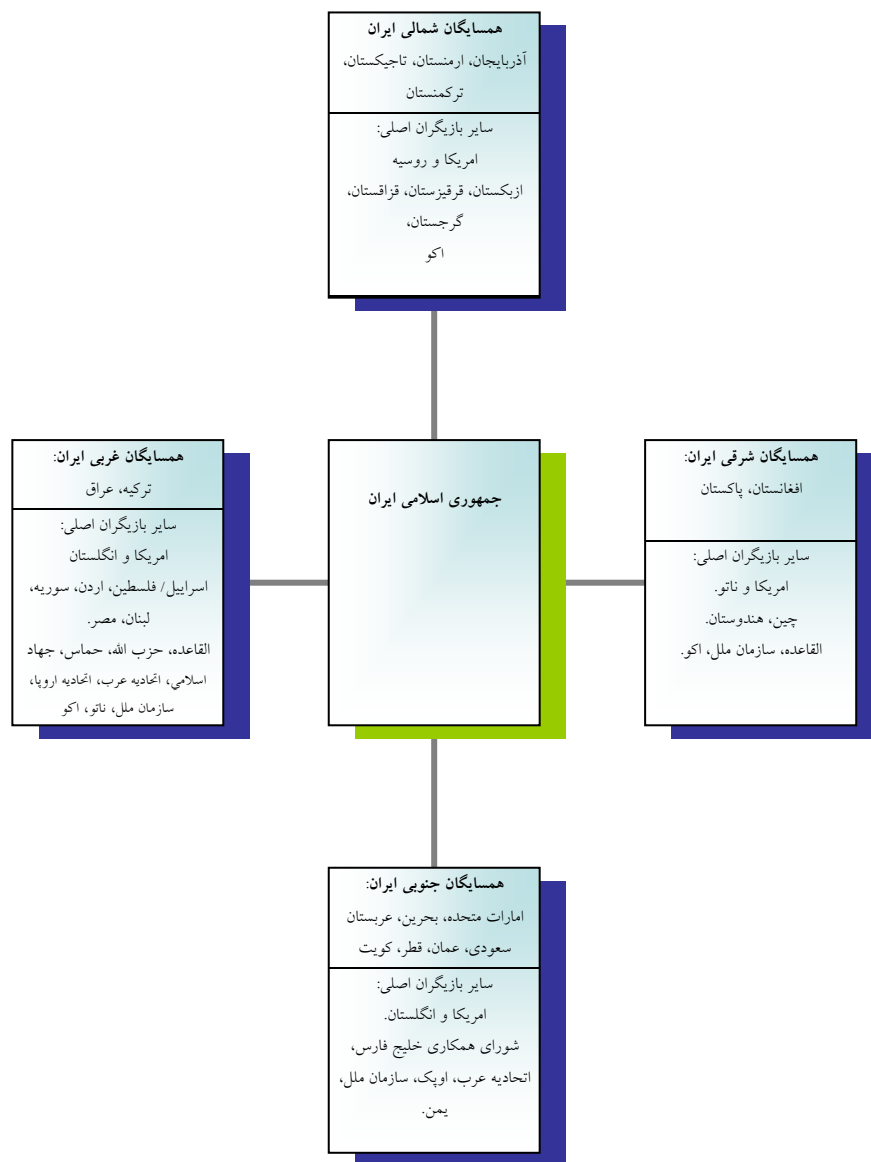 همسایگان شمالی ایران
آذربایجان، ارمنستان، تاجیکستان،
ترکمنستان
سایر بازیگران اصلی:
امریکا و روسیه
ازبکستان، قرقیزستان، قزاقستان،
گرجستان،
اکو
همسایگان شرقی ایران:
افغانستان، پاکستان
سایر بازیگران اصلی:
امریکا و ناتو.
چین، هندوستان.
القاعده، سازمان ملل، اکو.
جمهوری اسلامی ایران
همسایگان غربی ایران:
ترکیه، عراق
سایر بازیگران اصلی:
امریکا و انگلستان
اسراییل/ فلسطین، اردن، سوریه،
لبنان، مصر.
القاعده، حزب الله، حماس، جهاد
اسلامي، اتحادیه عرب، اتحادیه اروپا،
سازمان ملل، ناتو، اکو
همسایگان جنوبی ایران:
امارات متحده، بحرین، عربستان
سعودی، عمان، قطر، کویت
سایر بازیگران اصلی:
امریکا و انگلستان.
شورای همکاری خلیج فارس،
اتحادیه عرب، اوپک، سازمان ملل،
یمن.